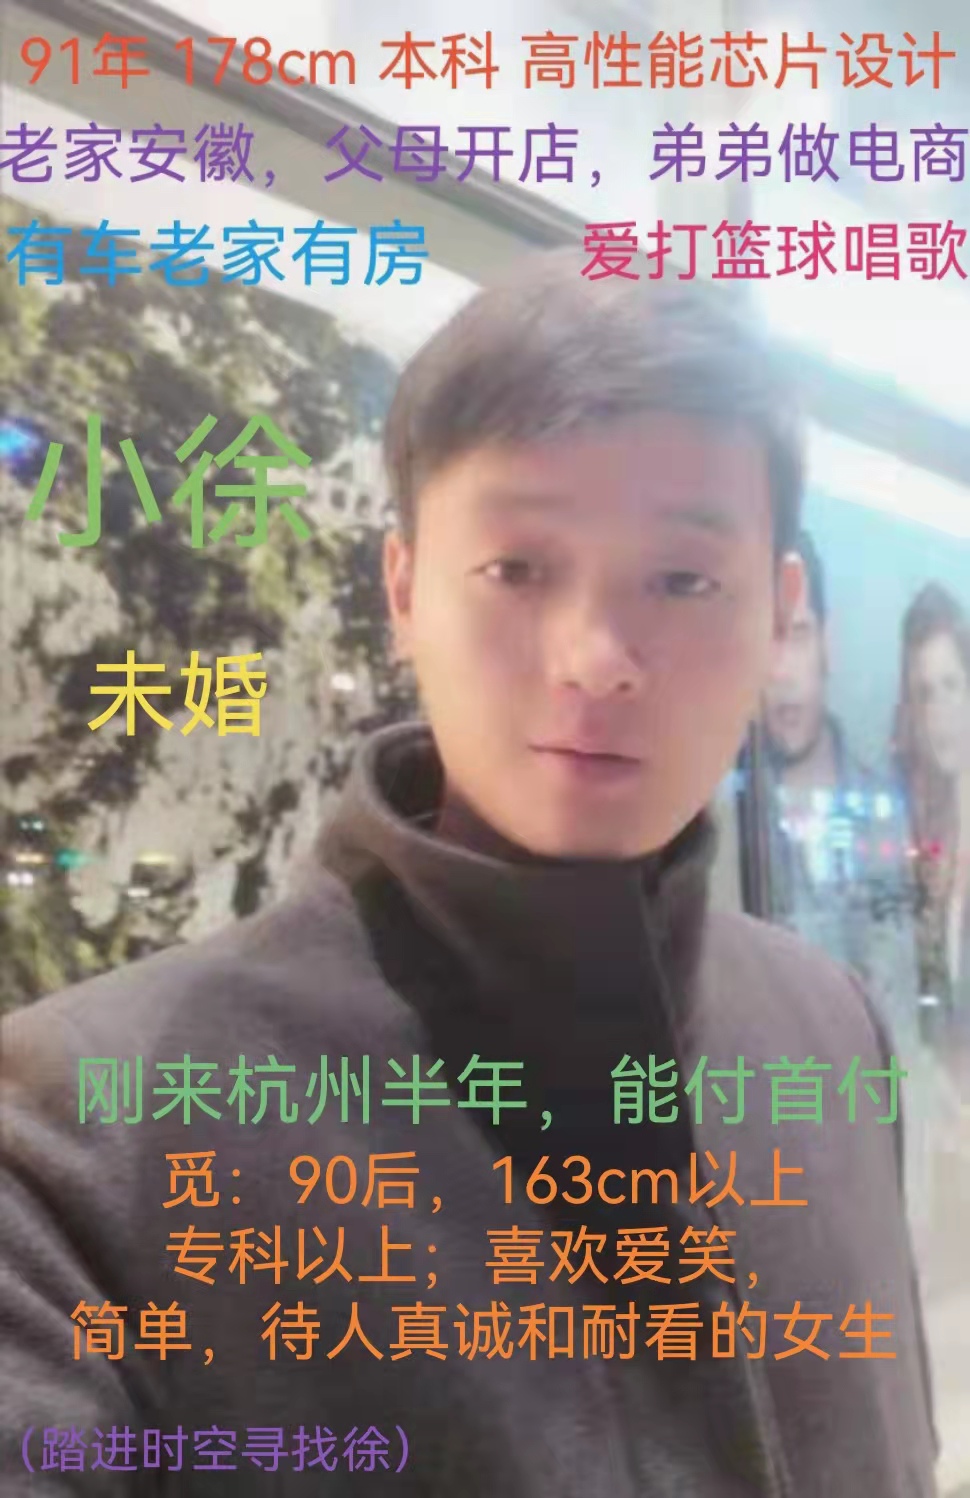 91年 178cm 本科 高性能芯片设计
老家安徽，父母开店，弟弟做电商
有车老家有房 爱打篮球唱歌
小徐
未婚
刚来杭州半年，能付首付
觅：90后，163cm以上
专科以上；喜欢爱笑，
简单，待人真诚和耐看的女生
（踏进时空寻找徐）